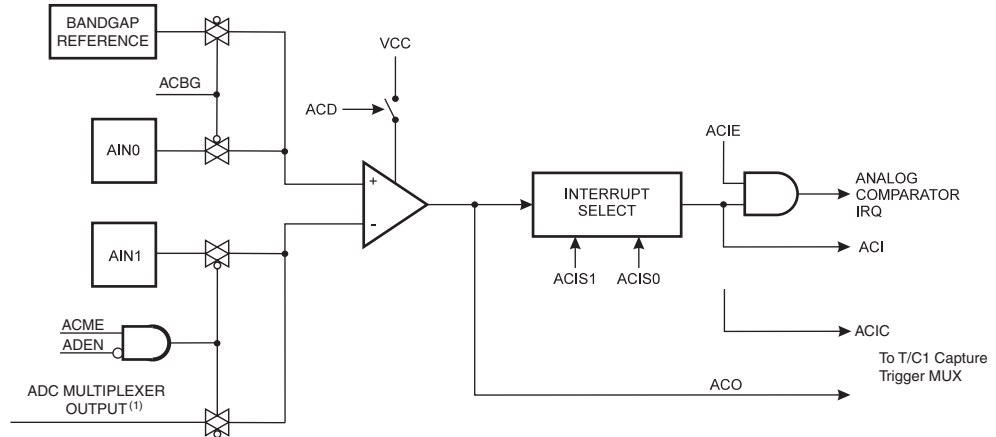 BANDGAP
REFERENCE
ACBG
AIN0
VCC
ACD
+
-
AIN1
ACME
ADEN
ADC MULTIPLEXER
OUTPUT (1)
INTERRUPT
SELECT
ACIS1 ACIS0
ACIE
ANALOG
COMPARATOR
IRQ
ACI
ACIC
To T/C1 Capture
Trigger MUX
ACO